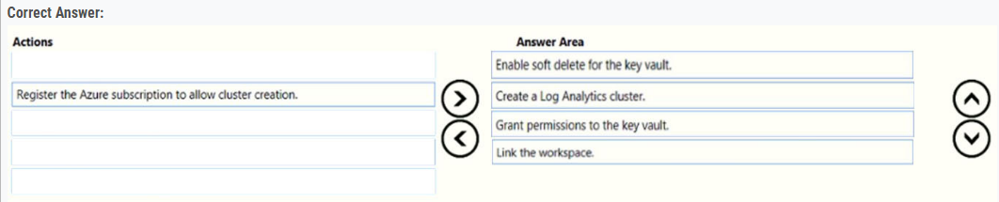 Correct Answer:
Actions
Answer Area
Enable soft delete for the key vault.
Register the Azure subscription to allow cluster creation.
Create a Log Analytics cluster.
Grant permissions to the key vault.
Link the workspace.